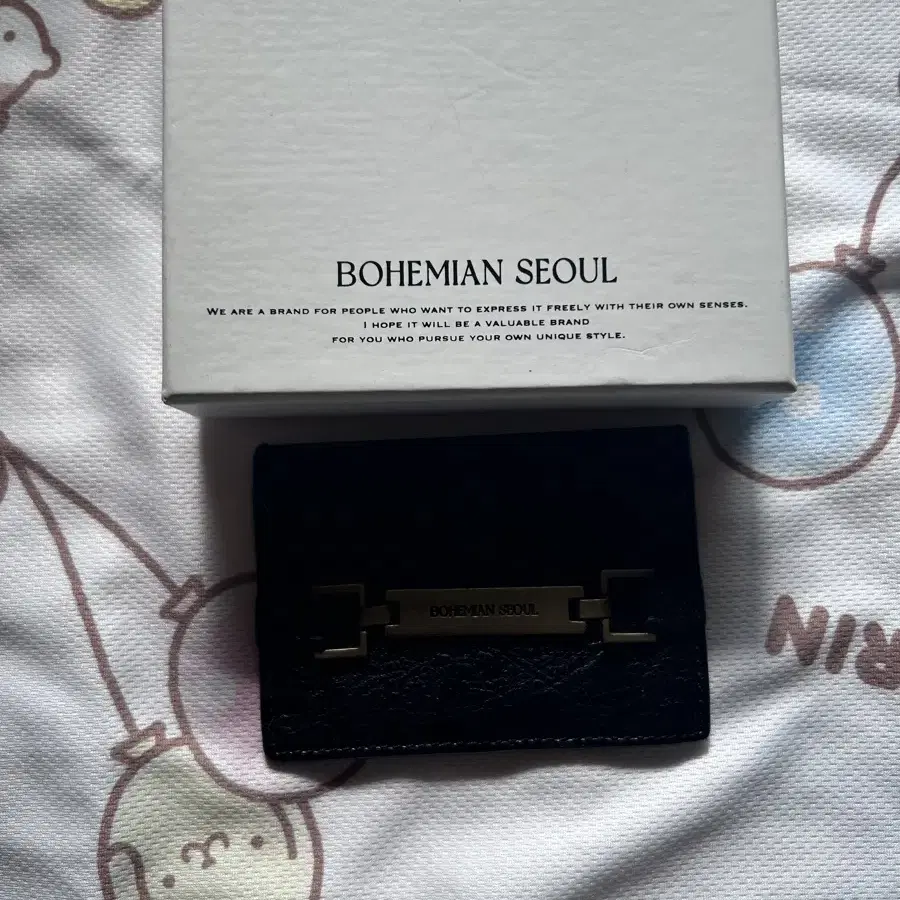 BOHEMIAN SEOUL
WE ARE A BRAND FOR PEOPLE WHO WANT TO EXPRESS IT FREELY WITH THEIR OWN SENSES.
I HOPE IT WILL BE A VALUABLE BRAND
FOR YOU WHO PURSUE YOUR OWN UNIQUE STYLE.
BOHEMIAN SEOUL